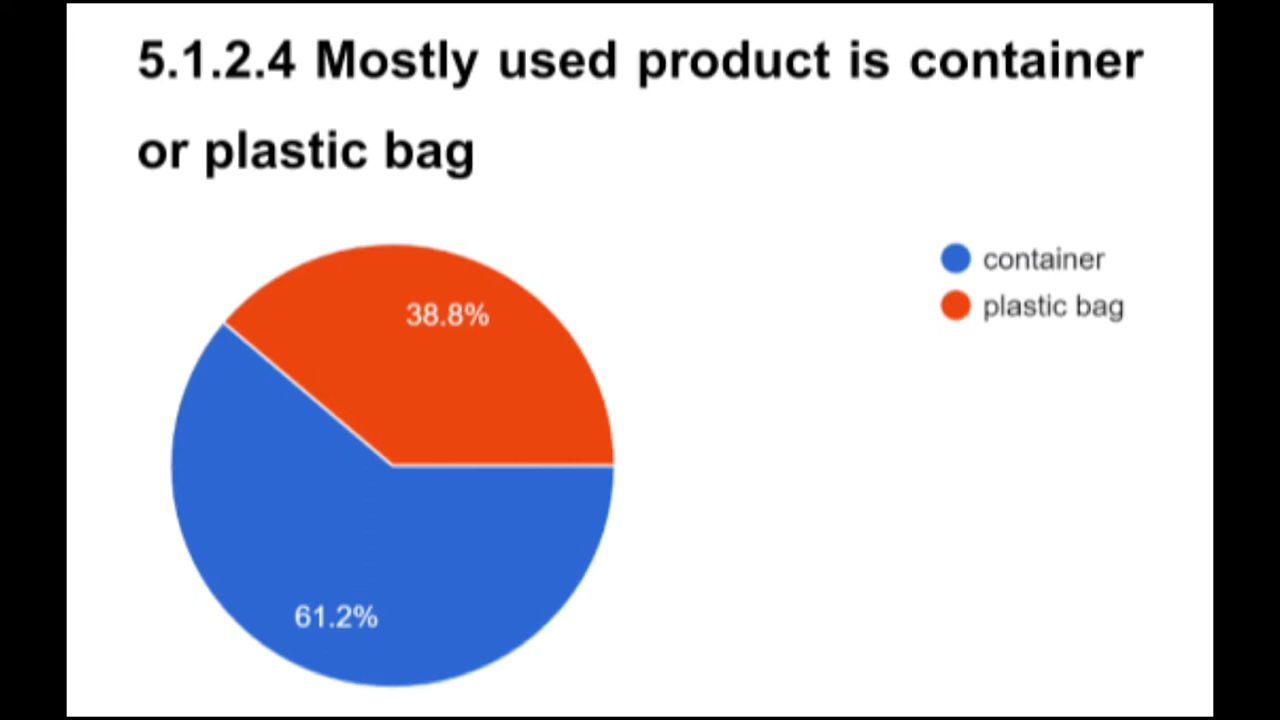 5.1.2.4 Mostly used product is container
or plastic bag
container
plastic bag
38.8%
61.2%